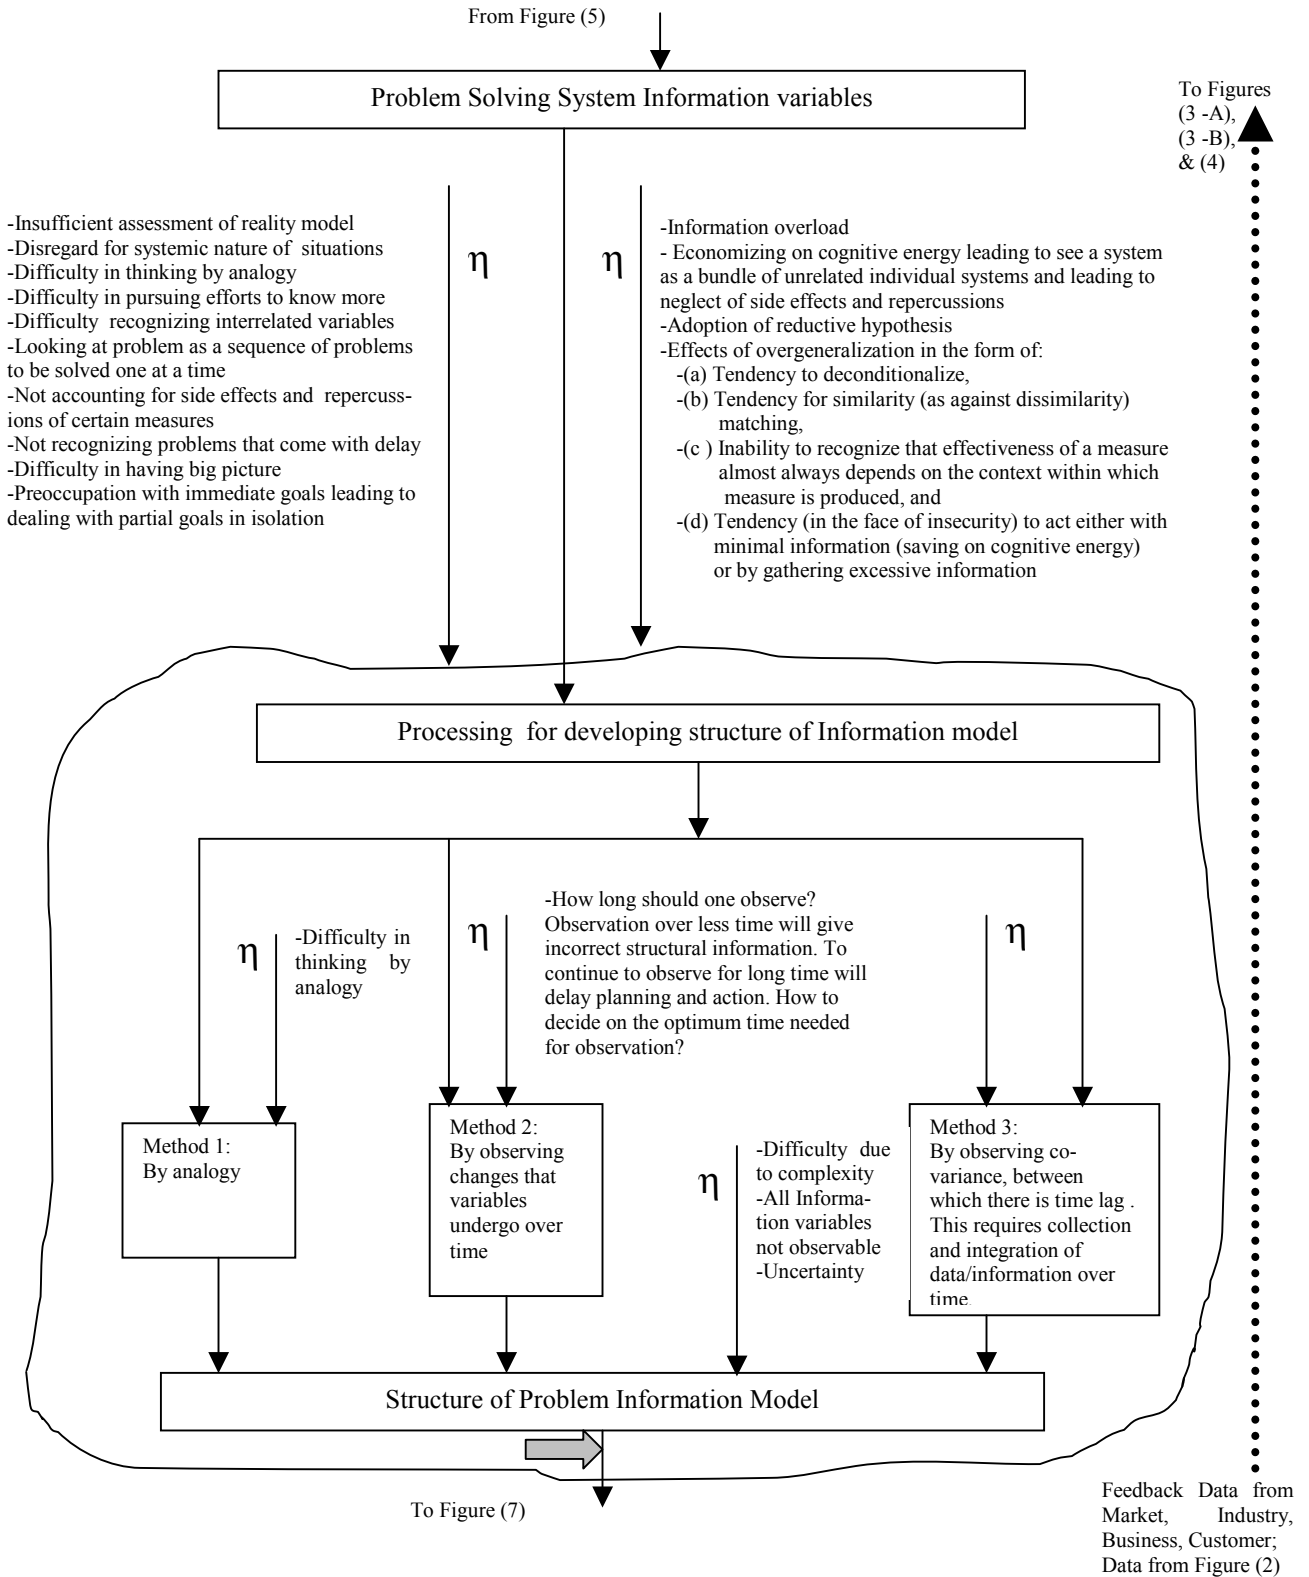 From Figure (5)
Problem Solving System Information variables
To Figures
(3 -A),
(3 -B),
& (4)
-Insufficient assessment of reality model
-Disregard for systemic nature of  situations
-Difficulty in thinking by analogy
-Difficulty in pursuing efforts to know more
-Difficulty  recognizing interrelated variables
-Looking at problem as a sequence of problems
to be solved one at a time
-Not accounting for side effects and  repercuss-
ions of certain measures
-Not recognizing problems that come with delay
-Difficulty in having big picture
-Preoccupation with immediate goals leading to
dealing with partial goals in isolation
η
η
-Information overload
- Economizing on cognitive energy leading to see a system
as a bundle of unrelated individual systems and leading to
neglect of side effects and repercussions
-Adoption of reductive hypothesis
-Effects of overgeneralization in the form of:
-(a) Tendency to deconditionalize,
-(b) Tendency for similarity (as against dissimilarity)
matching,
-(c ) Inability to recognize that effectiveness of a measure
almost always depends on the context within which
measure is produced, and
-(d) Tendency (in the face of insecurity) to act either with
minimal information (saving on cognitive energy)
or by gathering excessive information
Processing  for developing structure of Information model
η
-Difficulty in
thinking by
analogy
η
-How long should one observe?
Observation over less time will give
incorrect structural information. To
continue to observe for long time will
delay planning and action. How to
decide on the optimum time needed
for observation?
η
Method 1:
By analogy
Method 2:
By observing
changes that
variables
undergo over
time
η
-Difficulty due
to complexity
-All Informa-
tion variables
not observable
-Uncertainty
Method 3:
By observing co-
variance, between
which there is time lag .
This requires collection
and integration of
data/information over
time.
Structure of Problem Information Model
To Figure (7)
Feedback Data from
Market, Industry,
Business, Customer;
Data from Figure (2)